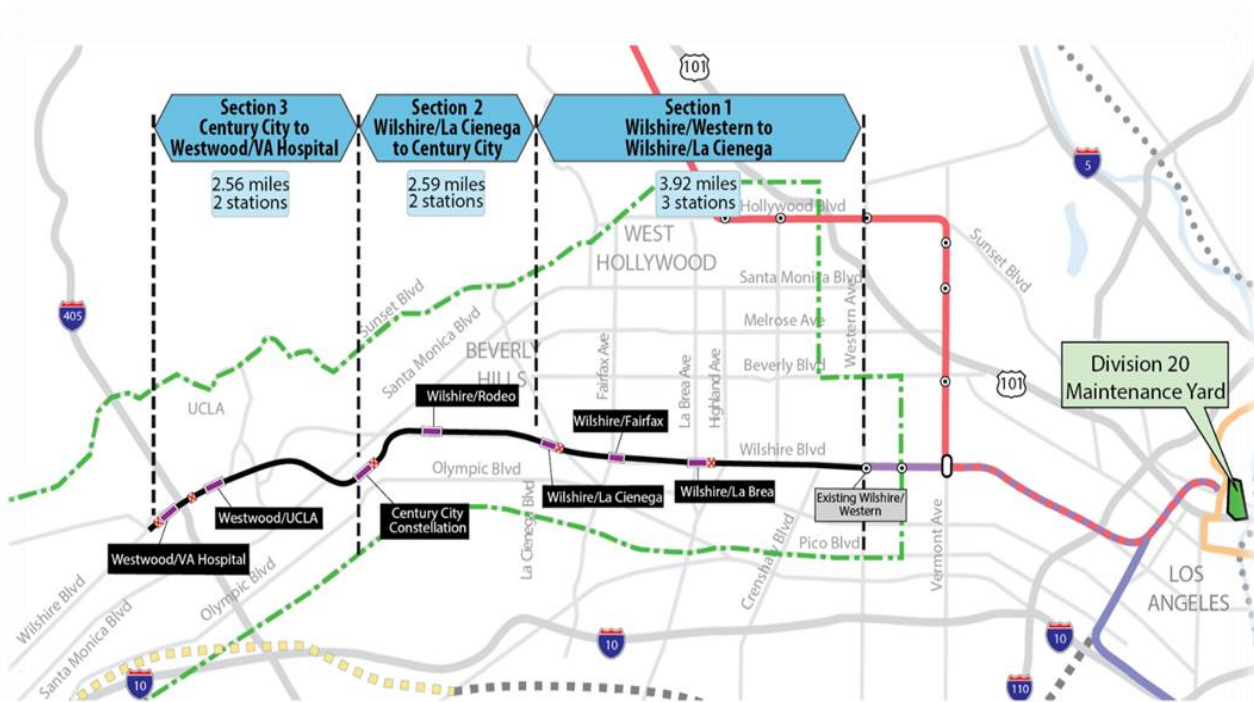 101
Section 3
Century City to
Westwood/VA Hospital
Section 2
Wilshire/La Cienega
to Century City
Section 1
Wilshire/Western to
Wilshire/La Cienega
2.56 miles
2 stations
2.59 miles
2 stations
3.92 miles
3 stations
5
Hollywood Blvd
WEST
HOLLYWOOD
Sunset Blvd
Santa Monica Blvd
Sunset Blvd
405
Santa Monica Blvd
Melrose Ave
Western Ave
BEVERLY
HILLS
Fairfax Ave
La Brea Ave
Highland Ave
Beverly Blvd
101
Division 20
Maintenance Yard
UCLA
Wilshire/Rodeo
Wilshire/Fairfax
Wilshire Blvd
Olympic Blvd
Wilshire/La Cienega
Wilshire/La Brea
Existing Wilshire/
Western
Westwood/UCLA
Century City
Constellation
La Cienega Blvd
Crenshaw Blvd
Pico Blvd
Vermont Ave
Westwood/VA Hospital
Wilshire Blvd
Santa Monica Blvd
Olympic Blvd
LOS
ANGELES
10
10
10
110